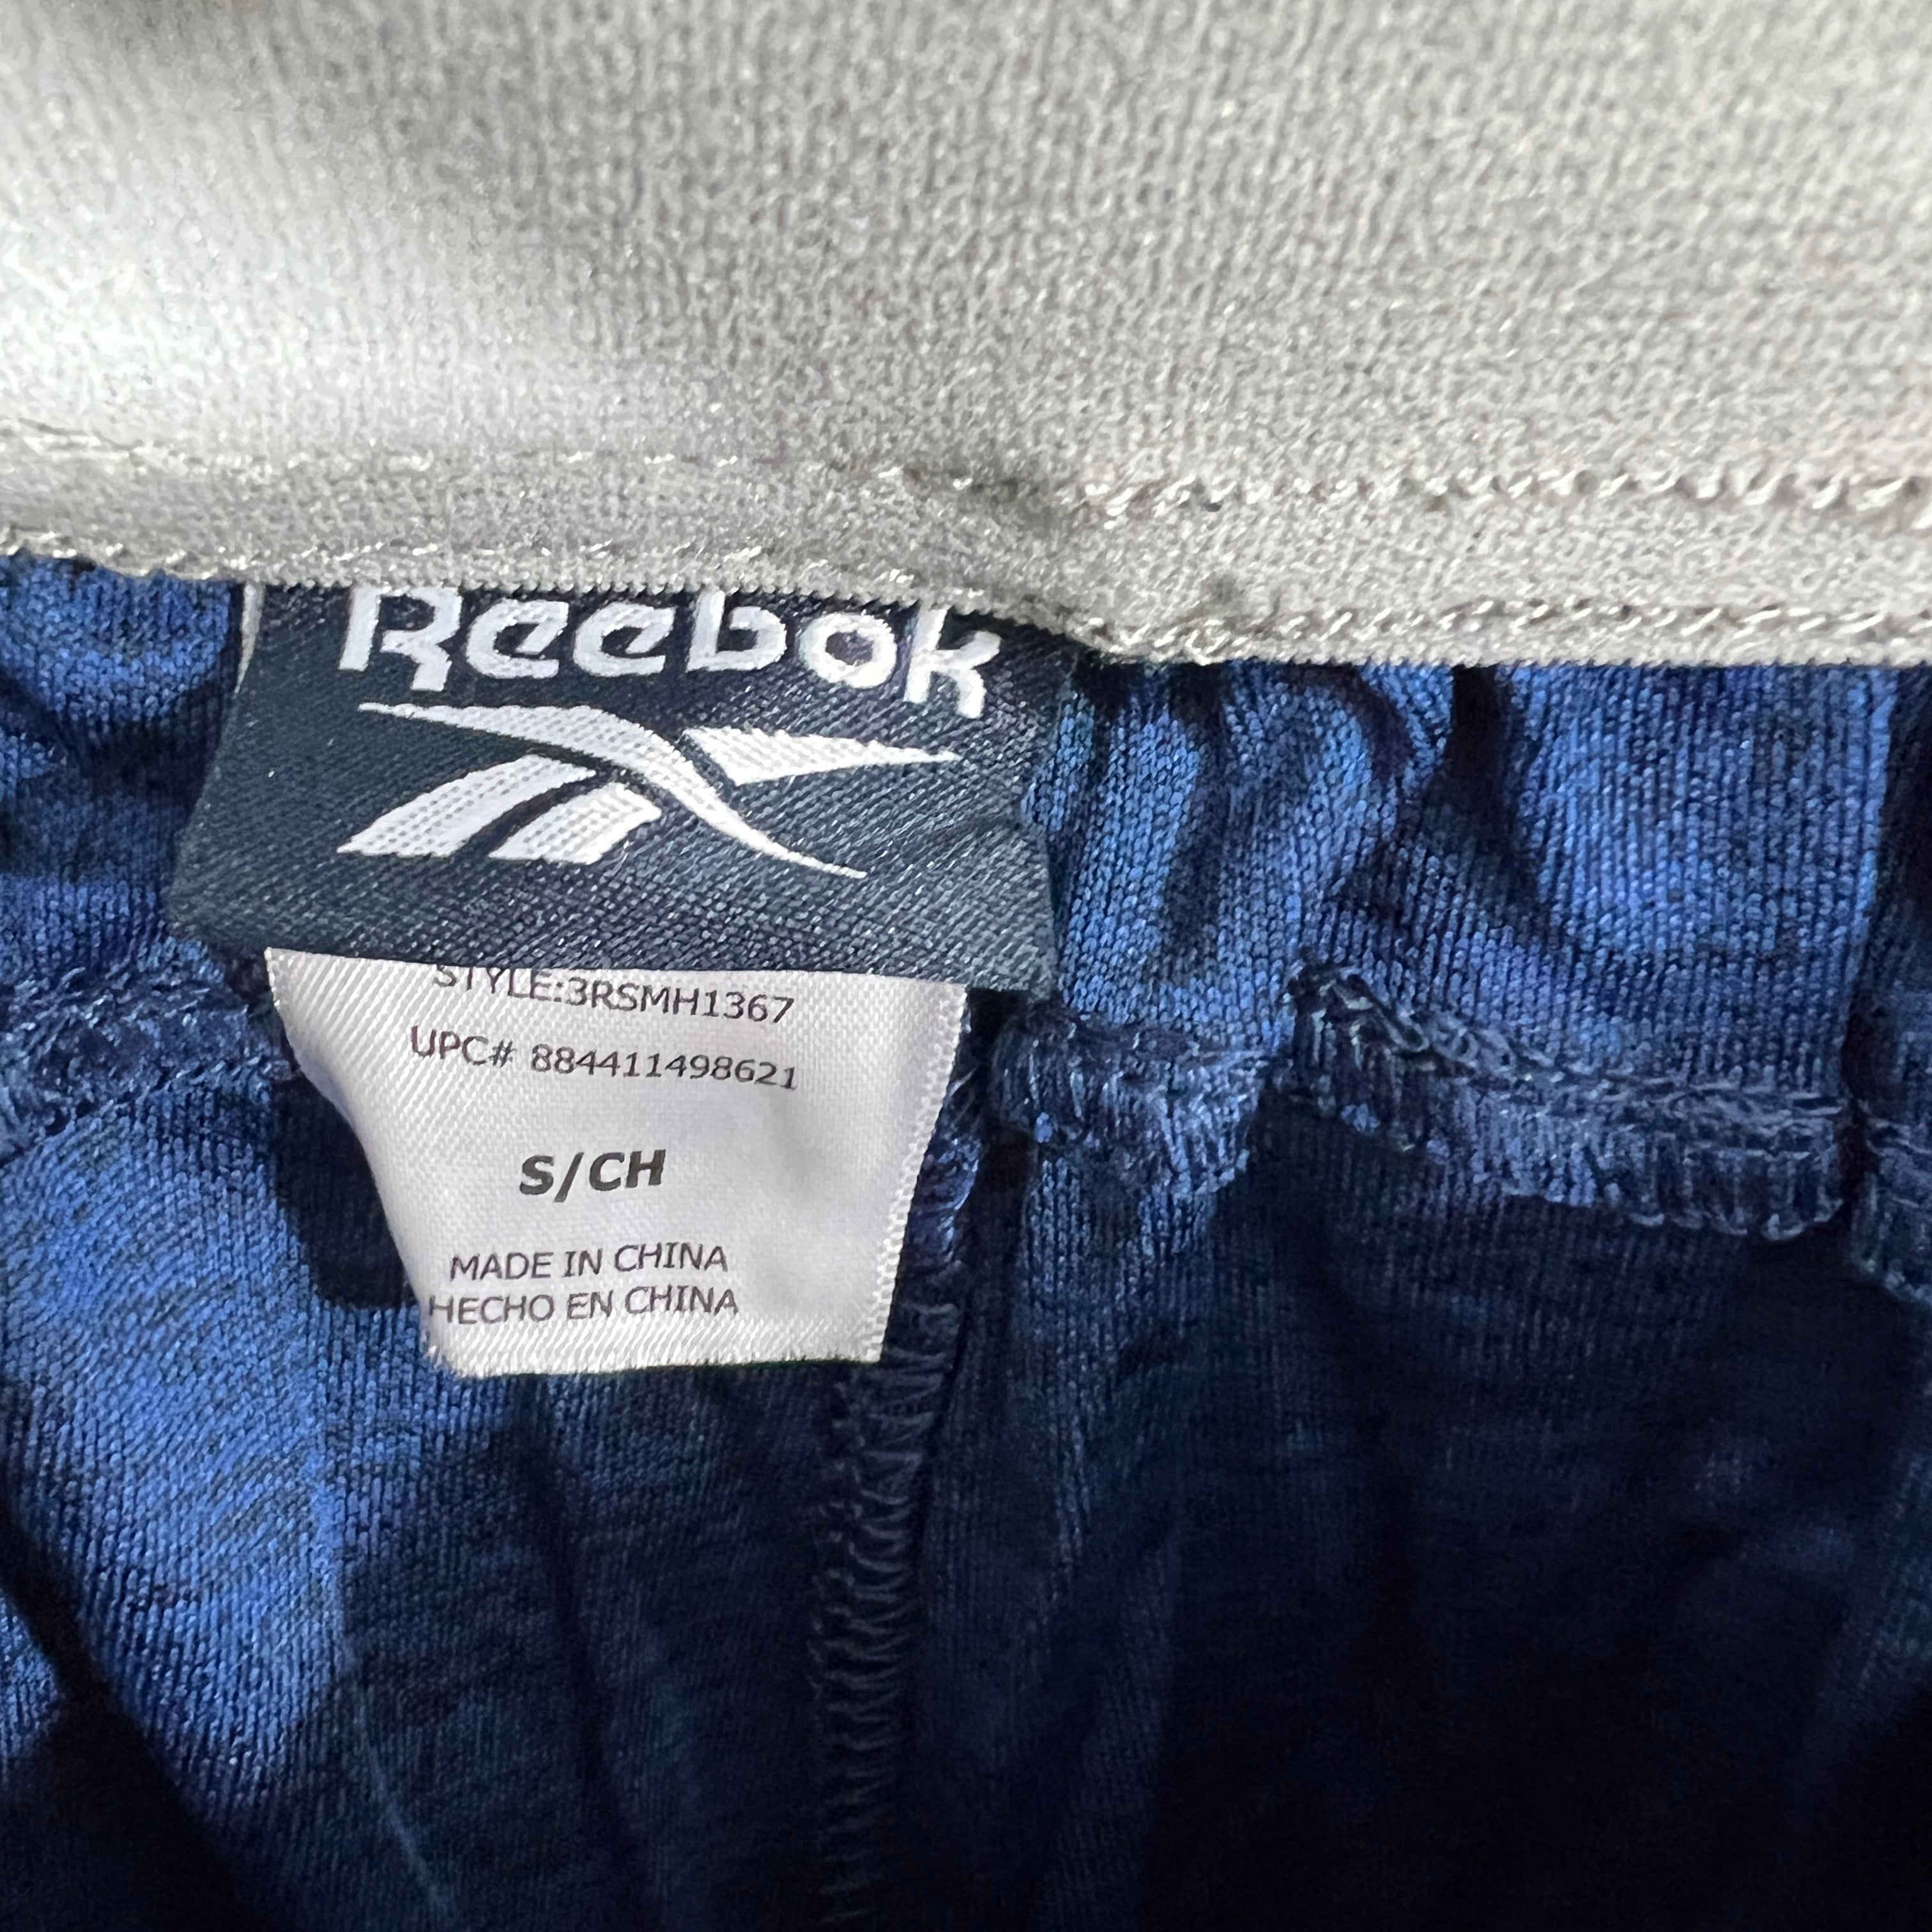 Reebok
STYLE:3RSMH1367
UPC# 884411498621
S/CH
MADE IN CHINA
HECHO EN CHINA